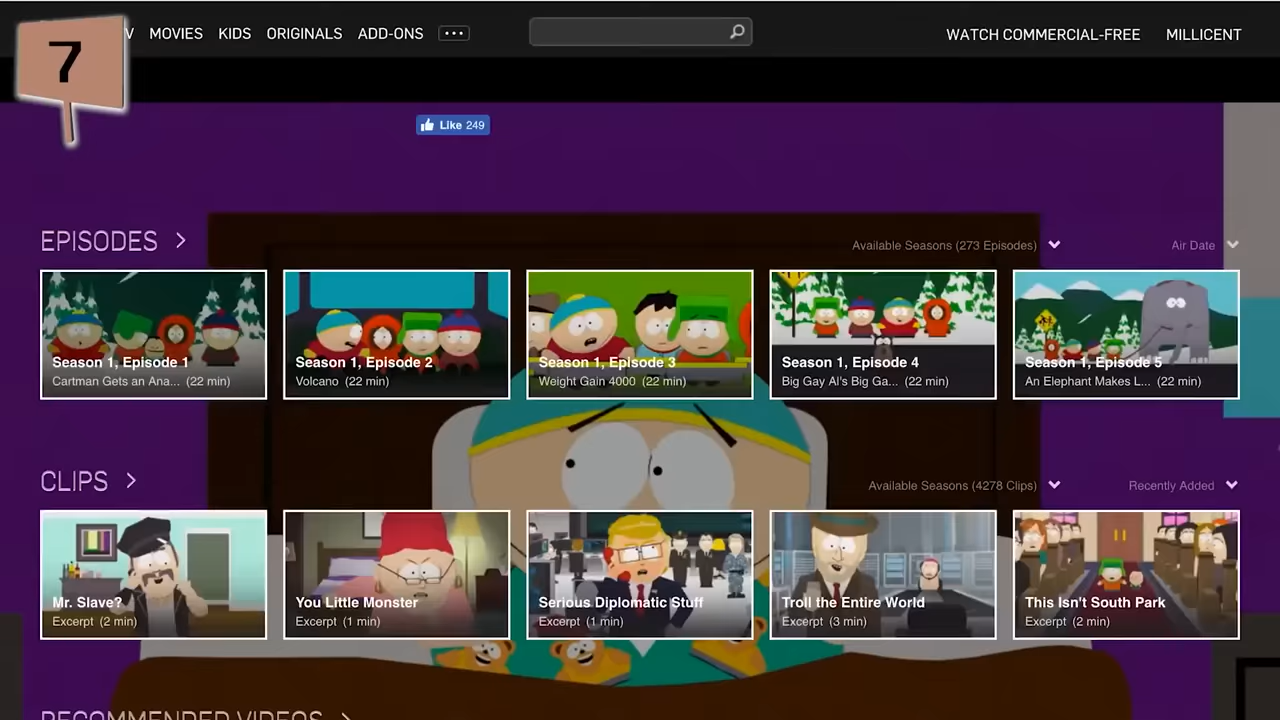 7
V MOVIES KIDS ORIGINALS ADD-ONS ... WATCH COMMERCIAL-FREE MILLICENT
Like 249
EPISODES >
Available Seasons (273 Episodes) Air Date
Season 1, Episode 1
Cartman Gets an Ana... (22 min)
Season 1, Episode 2
Volcano (22 min)
Season 1, Episode 3
Weight Gain 4000 (22 min)
Season 1, Episode 4
Big Gay Al's Big Ga... (22 min)
Season 1, Episode 5
An Elephant Makes L... (22 min)
CLIPS >
Available Seasons (4278 Clips) Recently Added
Mr. Slave?
Excerpt (2 min)
You Little Monster
Excerpt (1 min)
Serious Diplomatic Stuff
Excerpt (1 min)
Troll the Entire World
Excerpt (3 min)
This Isn't South Park
Excerpt (2 min)
RECOMMENDED VIDEOS >